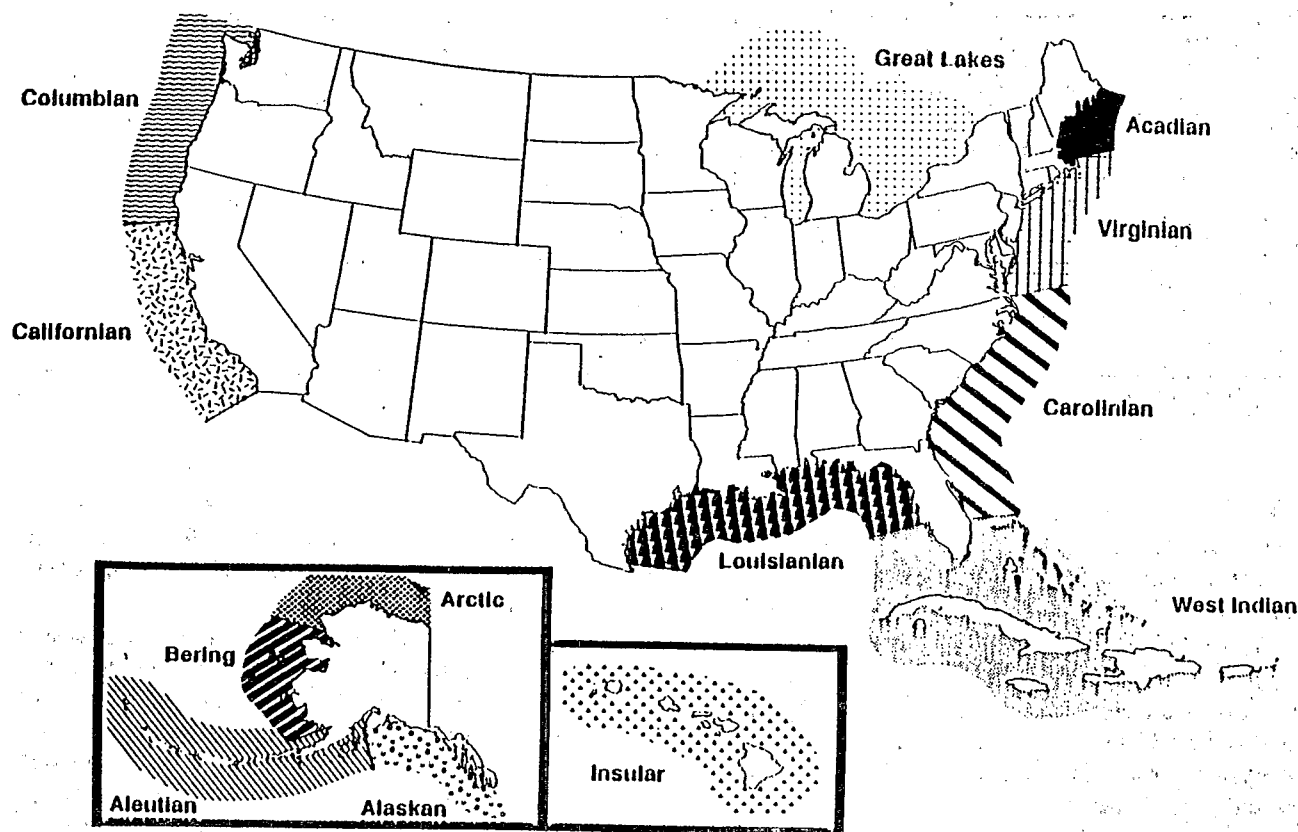 Great Lakes
Columbian
Acadian
Virginian
Californian
Carolinian
Louisianian
West Indian
Arctic
Bering
Insular
Aleutian
Alaskan